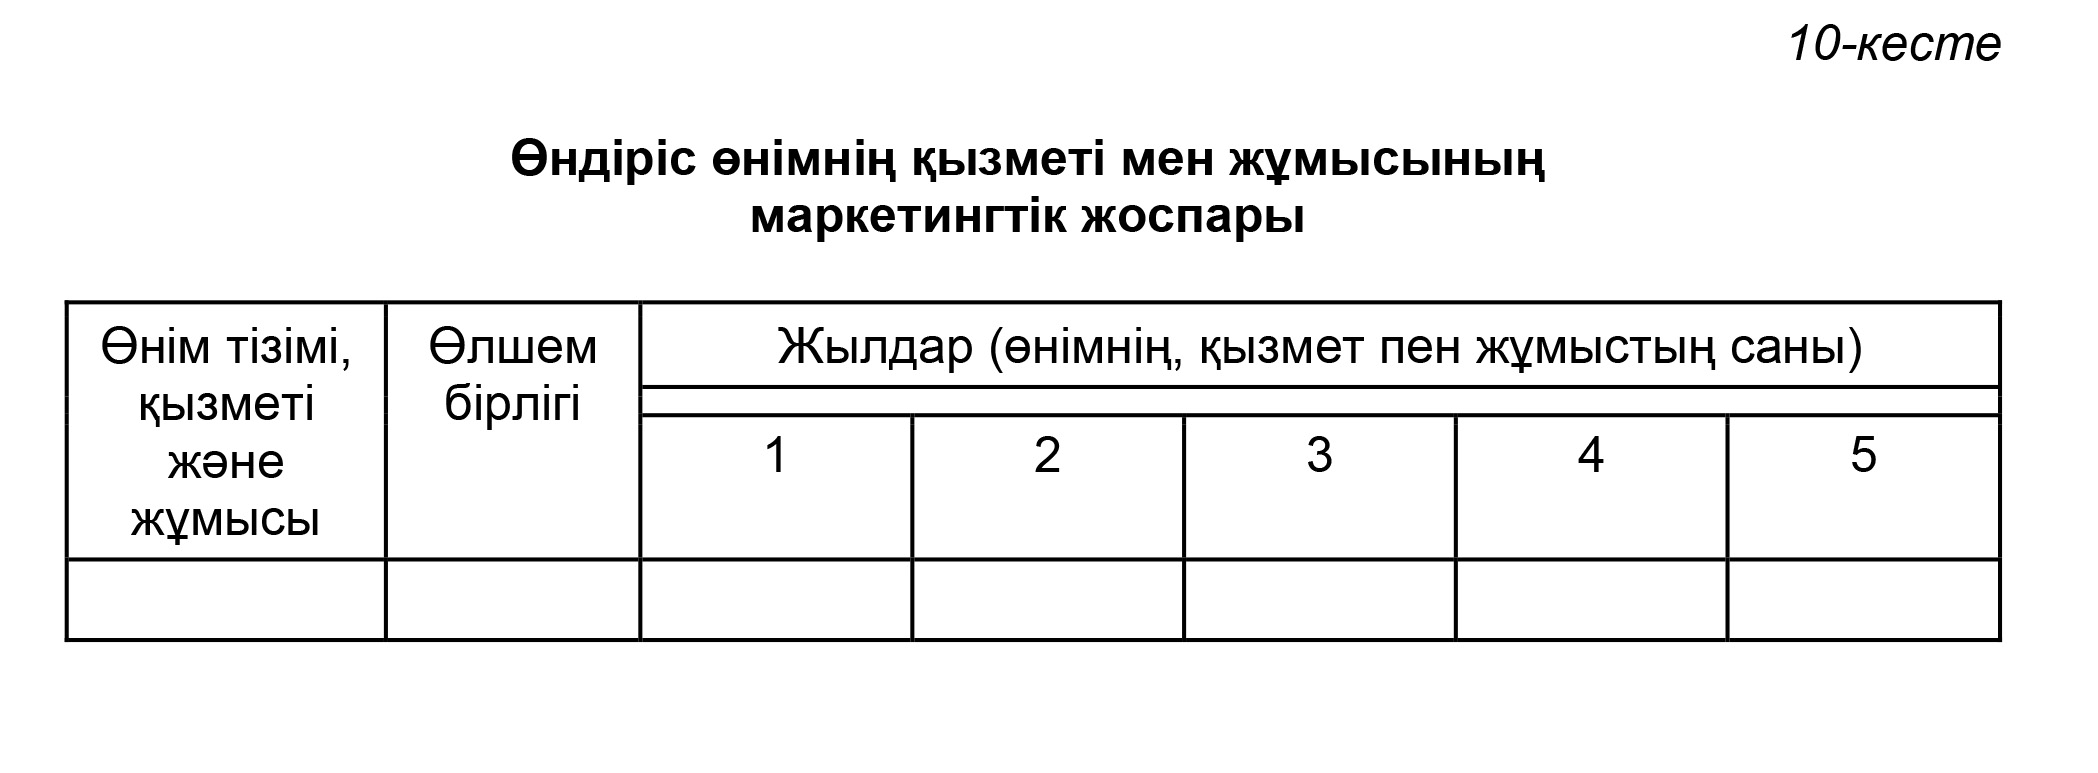 10-кесте
Өндіріс өнімнің қызметі мен жұмысының
маркетингтік жоспары
Өнім тізімі,
қызметі
және
жұмысы
Өлшем
бірлігі
Жылдар (өнімнің, қызмет пен жұмыстың саны)
1 2 3 4 5